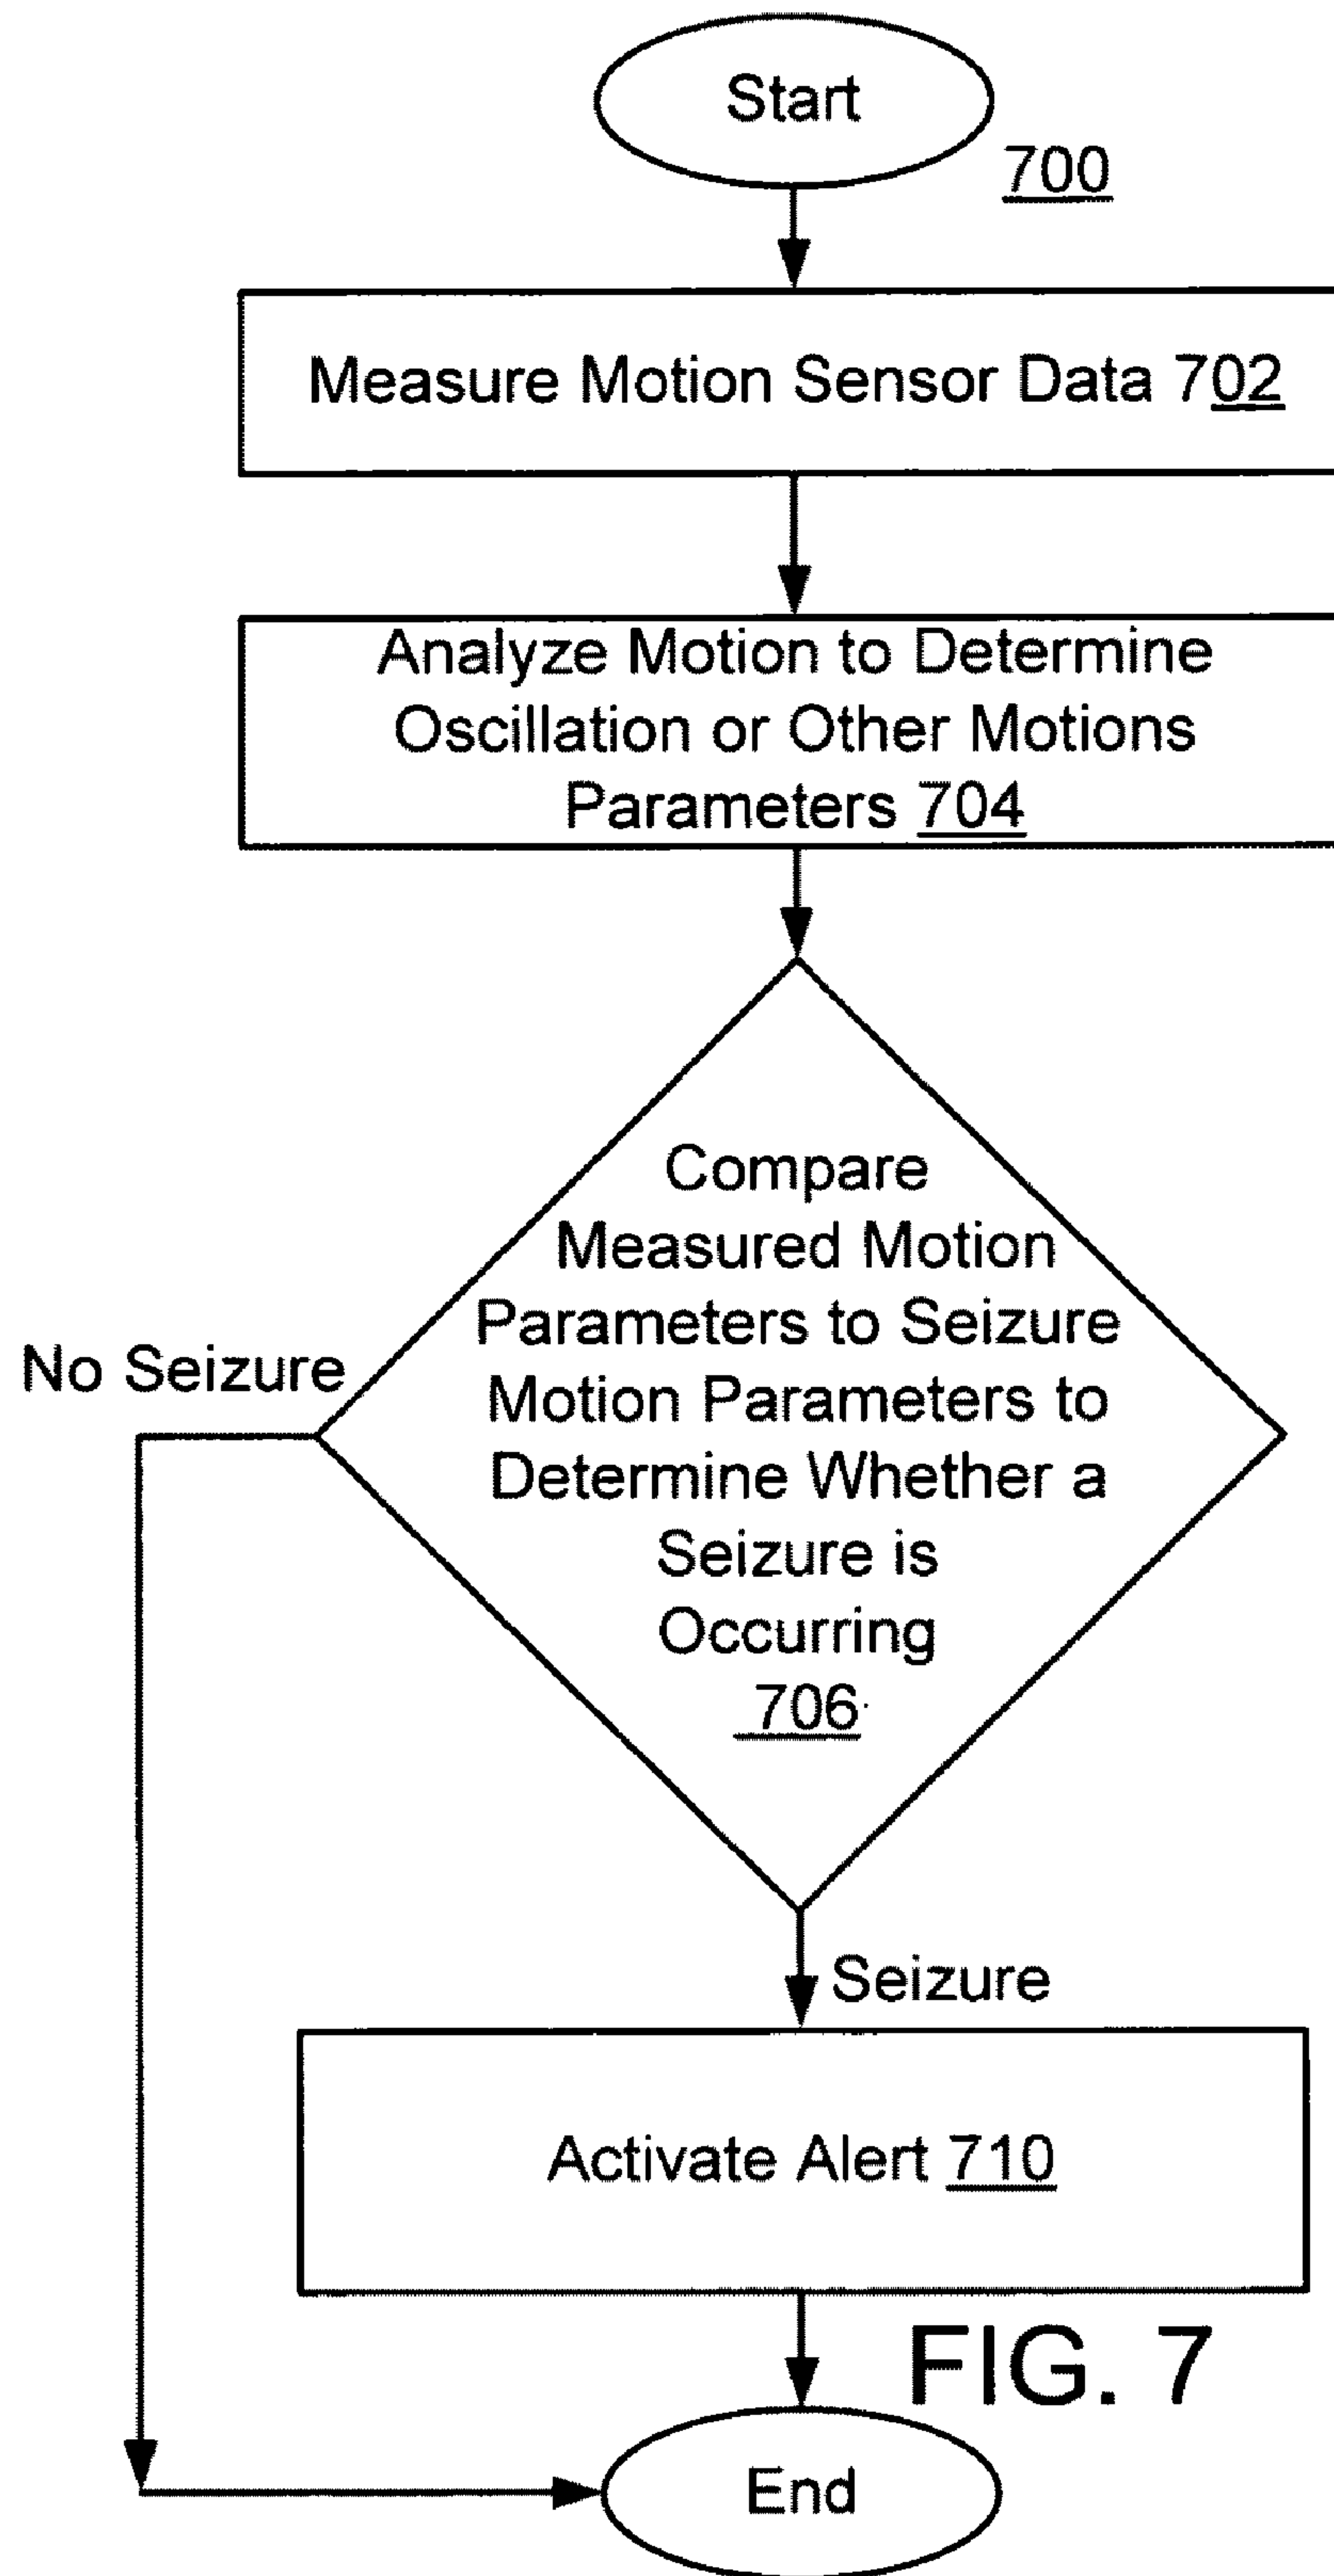 Start
700
Measure Motion Sensor Data 702
Analyze Motion to Determine
Oscillation or Other Motions
Parameters 704
Compare
Measured Motion
Parameters to Seizure
Motion Parameters to
Determine Whether a
Seizure is
Occurring
706
No Seizure
Seizure
Activate Alert 710
FIG. 7
End